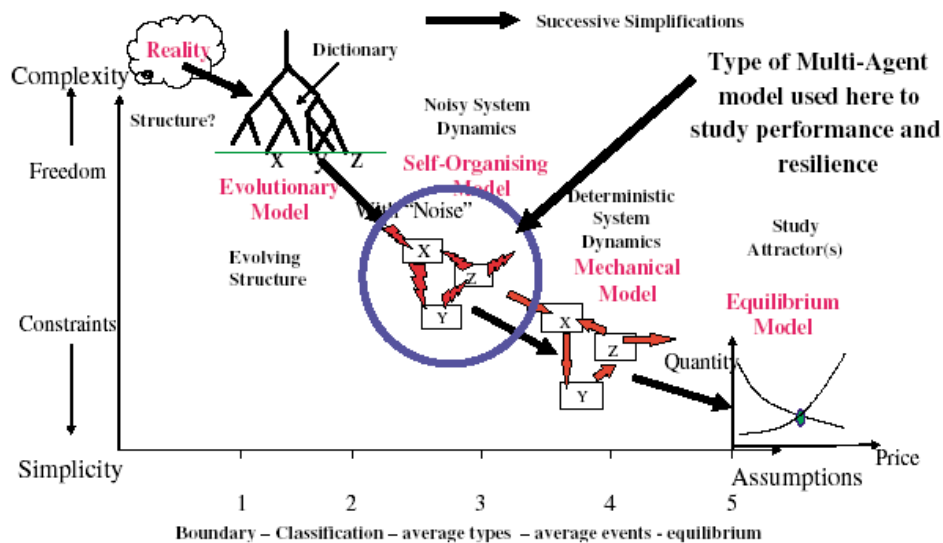 Successive Simplifications
Reality
Dictionary
Complexity
Type of Multi-Agent
model used here to
study performance and
resilience
Structure?
Noisy System
Dynamics
X y Z
Freedom
Self-Organising
Model
Evolutionary
Model
With “Noise”
Deterministic
System
Dynamics
Study
Attractor(s)
Evolving
Structure
X
Z
Y
Mechanical
Model
Equilibrium
Model
Constraints
X
Z
Y
Quantity
Price
Simplicity
Assumptions
1 2 3 4 5
Boundary – Classification – average types – average events - equilibrium